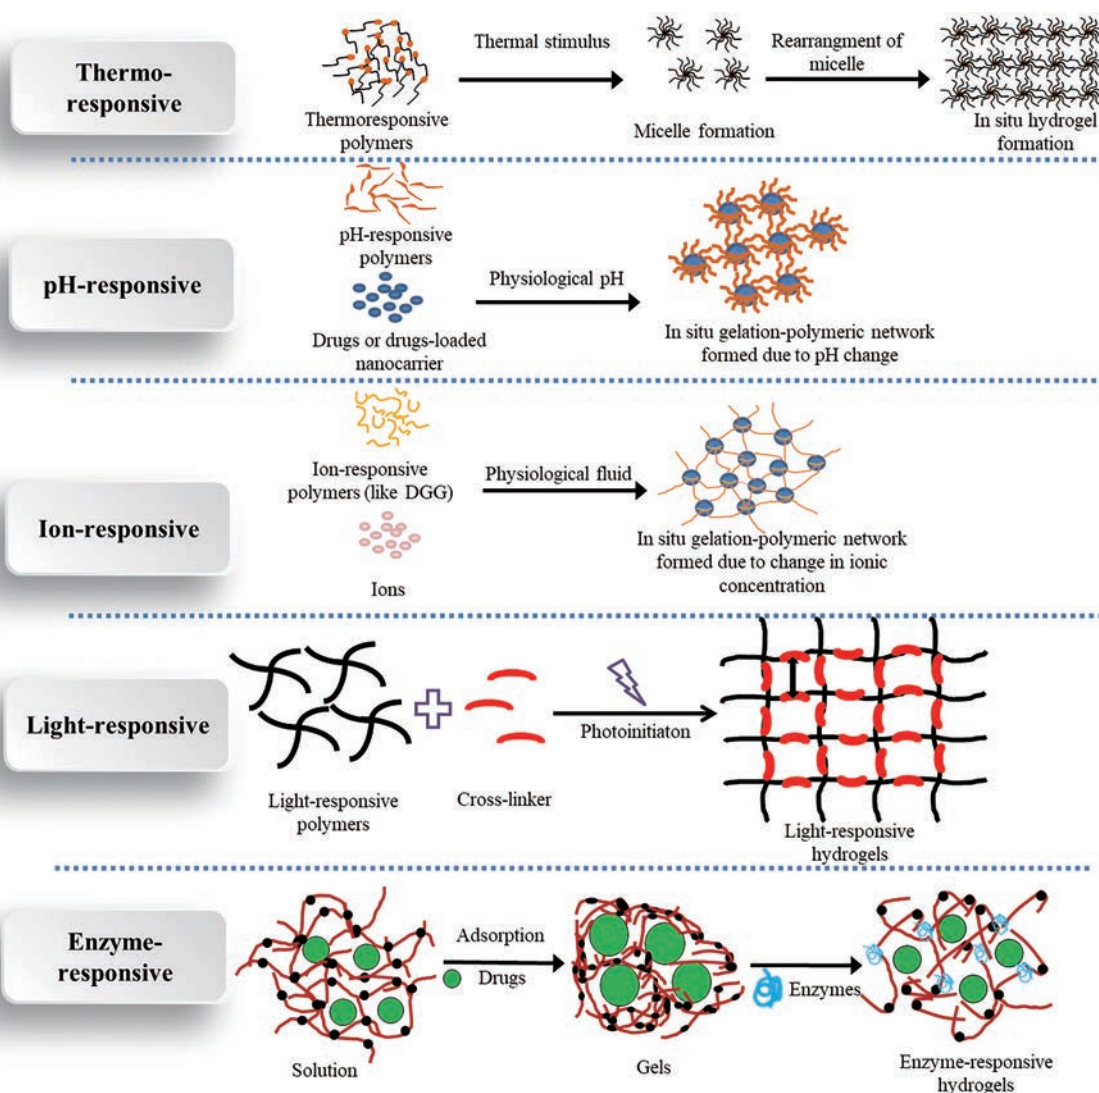 Thermo-
responsive
Thermoresponsive
polymers
Thermal stimulus
Micelle formation
Rearrangment of
micelle
In situ hydrogel
formation
pH-responsive
pH-responsive
polymers
Drugs or drugs-loaded
nanocarrier
Physiological pH
In situ gelation-polymeric network
formed due to pH change
Ion-responsive
Ion-responsive
polymers (like DGG)
Ions
Physiological fluid
In situ gelation-polymeric network
formed due to change in ionic
concentration
Light-responsive
Light-responsive
polymers
Cross-linker
Photoinitiaton
Light-responsive
hydrogels
Enzyme-
responsive
Solution
Adsorption
Drugs
Gels
Enzymes
Enzyme-responsive
hydrogels